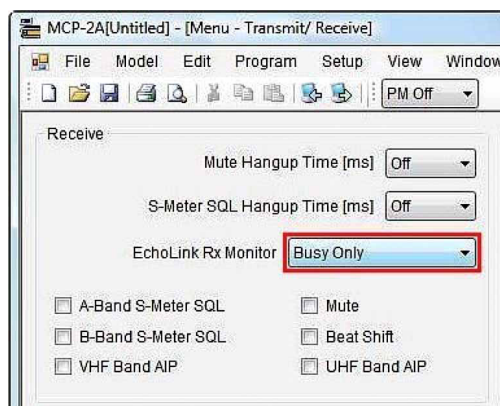 MCP-2A[Untitled] - [Menu - Transmit/ Receive]
File Model Edit Program Setup View Window
PM Off
Receive
Mute Hangup Time [ms] Off
S-Meter SQL Hangup Time [ms] Off
EchoLink Rx Monitor Busy Only
A-Band S-Meter SQL Mute
B-Band S-Meter SQL Beat Shift
VHF Band AIP UHF Band AIP